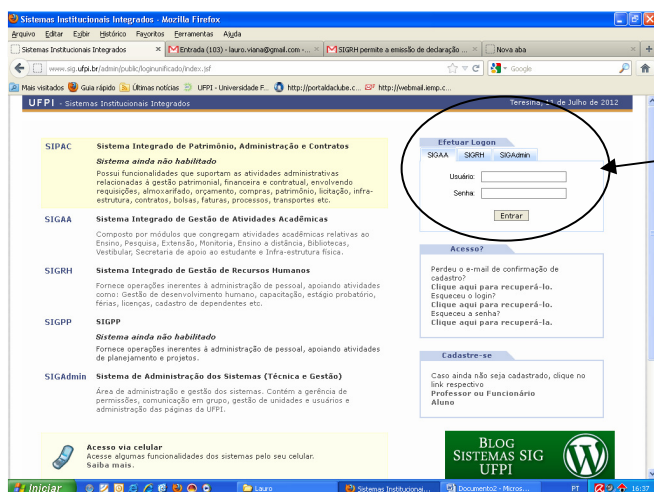 Sistemas Institucionais Integrados - Mozilla Firefox
Arquivo Editar Exibir Histórico Favoritos Ferramentas Ajuda
Sistemas Institucionais Integrados × Entrada (103) - lauro.viana@gmail.com -... × SIGRH permite a emissão de declaração ... × Nova aba
www.sig.ufpi.br/admin/public/loginunificado/index.jsf Google
Mais visitados Guia rápido Últimas notícias UFPI - Universidade F... http://portaldaclube.c... http://webmail.iemp.c...
UFPI - Sistemas Institucionais Integrados Teresina, 11 de Julho de 2012
SIPAC Sistema Integrado de Patrimônio, Administração e Contratos
Sistema ainda não habilitado
Possui funcionalidades que suportam as atividades administrativas
relacionadas à gestão patrimonial, financeira e contratual, envolvendo
requisições, almoxarifado, orçamento, compras, patrimônio, licitação, infra-
estrutura, contratos, bolsas, faturas, processos, transportes etc.
SIGAA Sistema Integrado de Gestão de Atividades Acadêmicas
Composto por módulos que congregam atividades acadêmicas relativas ao
Ensino, Pesquisa, Extensão, Monitoria, Ensino a distância, Bibliotecas,
Vestibular, Secretaria de apoio ao estudante e Infra-estrutura física.
SIGRH Sistema Integrado de Gestão de Recursos Humanos
Fornece operações inerentes à administração de pessoal, apoiando atividades
como: Gestão de desenvolvimento humano, capacitação, estágio probatório,
férias, licenças, cadastro de dependentes etc.
SIGPP SIGPP
Sistema ainda não habilitado
Fornece operações inerentes à administração de pessoal, apoiando atividades
de planejamento e projetos.
SIGAdmin Sistema de Administração dos Sistemas (Técnica e Gestão)
Área de administração e gestão dos sistemas. Contém a gerência de
permissões, comunicação em grupo, gestão de unidades e usuários e
administração das páginas da UFPI.
Acesso via celular
Acesse algumas funcionalidades dos sistemas pelo seu celular.
Saiba mais.
Efetuar Logon
SIGAA SIGRH SIGAdmin
Usuário:
Senha:
Entrar
Acesso?
Perdeu o e-mail de confirmação de
cadastro?
Clique aqui para recuperá-lo.
Esqueceu o login?
Clique aqui para recuperá-lo.
Esqueceu a senha?
Clique aqui para recuperá-la.
Cadastre-se
Caso ainda não seja cadastrado, clique no
link respectivo
Professor ou Funcionário
Aluno
BLOG
SISTEMAS SIG
UFPI
Iniciar Lauro Sistemas Institucionai... Documento2 - Micros... PT 16:37